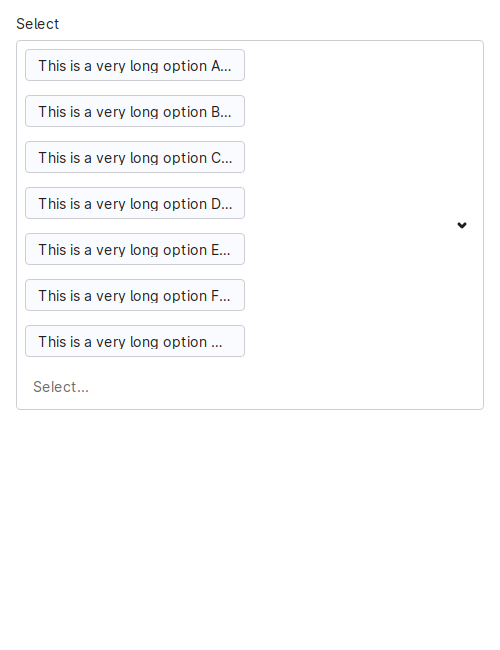 Select
This is a very long option A...
This is a very long option B...
This is a very long option C...
This is a very long option D...
This is a very long option E...
This is a very long option F...
This is a very long option ...
Select...